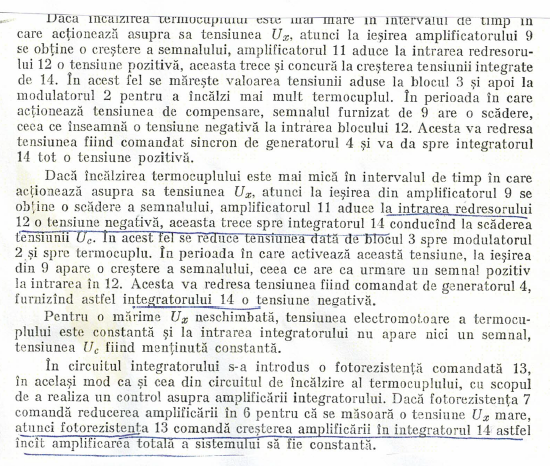 Dacă încălzirea termocuplului este mai mare în intervalul de timp în
care acționează asupra sa tensiunea Uₓ, atunci la ieșirea amplificatorului 9
se obține o creștere a semnalului, amplificatorul 11 aduce la intrarea redresoru-
lui 12 o tensiune pozitivă, aceasta trece și concură la creșterea tensiunii integrate
de 14. În acest fel se mărește valoarea tensiunii aduse la blocul 3 și apoi la
modulatorul 2 pentru a încălzi mai mult termocuplul. În perioada în care
acționează tensiunea de compensare, semnalul furnizat de 9 are o scădere,
ceea ce înseamnă o tensiune negativă la intrarea blocului 12. Acesta va redresa
tensiunea fiind comandat sincron de generatorul 4 și va da spre integratorul
14 tot o tensiune pozitivă.
Dacă încălzirea termocuplului este mai mică în intervalul de timp în care
acționează asupra sa tensiunea Uₓ, atunci la ieșirea din amplificatorul 9 se
obține o scădere a semnalului, amplificatorul 11 aduce la intrarea redresorului
12 o tensiune negativă, aceasta trece spre integratorul 14 conducînd la scăderea
tensiunii U꜀. În acest fel se reduce tensiunea dată de blocul 3 spre modulatorul
2 și spre termocuplu. În perioada în care activează această tensiune, la ieșirea
din 9 apare o creștere a semnalului, ceea ce are ca urmare un semnal pozitiv
la intrarea în 12. Acesta va redresa tensiunea fiind comandat de generatorul 4,
furnizînd astfel integratorului 14 o tensiune negativă.
Pentru o mărime Uₓ neschimbată, tensiunea electromotoare a termocu-
plului este constantă și la intrarea integratorului nu apare nici un semnal,
tensiunea U꜀ fiind menținută constantă.
În circuitul integratorului s-a introdus o fotorezistență comandată 13,
în același mod ca și cea din circuitul de încălzire al termocuplului, cu scopul
de a realiza un control asupra amplificării integratorului. Dacă fotorezistența 7
comandă reducerea amplificării în 6 pentru că se măsoară o tensiune Uₓ mare,
atunci fotorezistența 13 comandă creșterea amplificării în integratorul 14 astfel
încît amplificarea totală a sistemului să fie constantă.